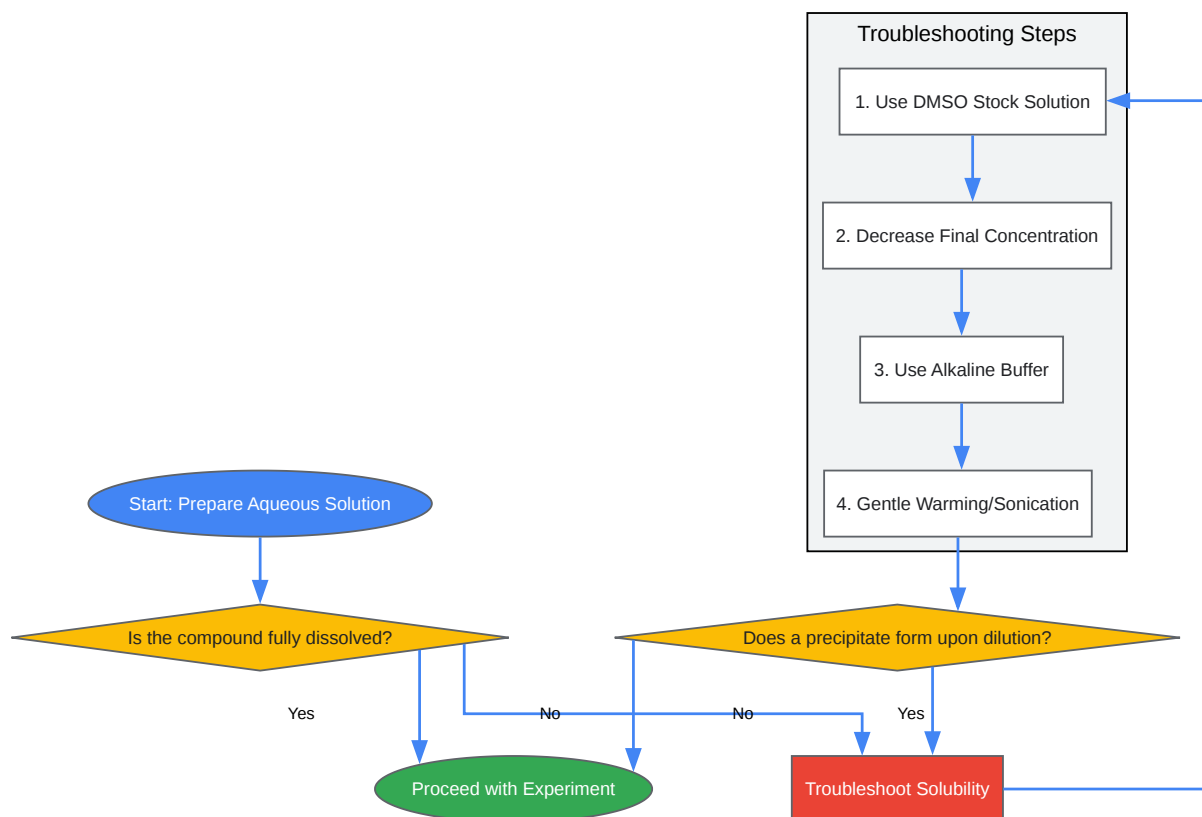 Troubleshooting Steps
1. Use DMSO Stock Solution
2. Decrease Final Concentration
3. Use Alkaline Buffer
4. Gentle Warming/Sonication
Start: Prepare Aqueous Solution
Is the compound fully dissolved?
Does a precipitate form upon dilution?
Yes
No
No
Yes
Proceed with Experiment
Troubleshoot Solubility